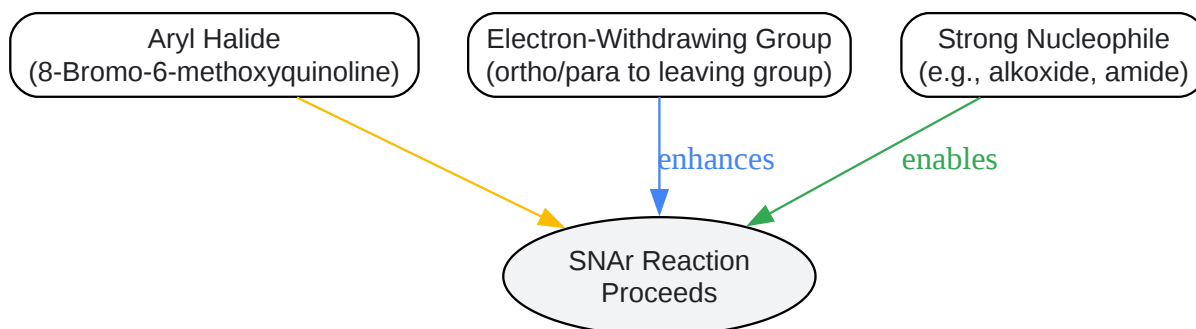 Aryl Halide
(8-Bromo-6-methoxyquinoline)
Electron-Withdrawing Group
(ortho/para to leaving group)
Strong Nucleophile
(e.g., alkoxide, amide)
enhances
enables
SNAr Reaction
Proceeds